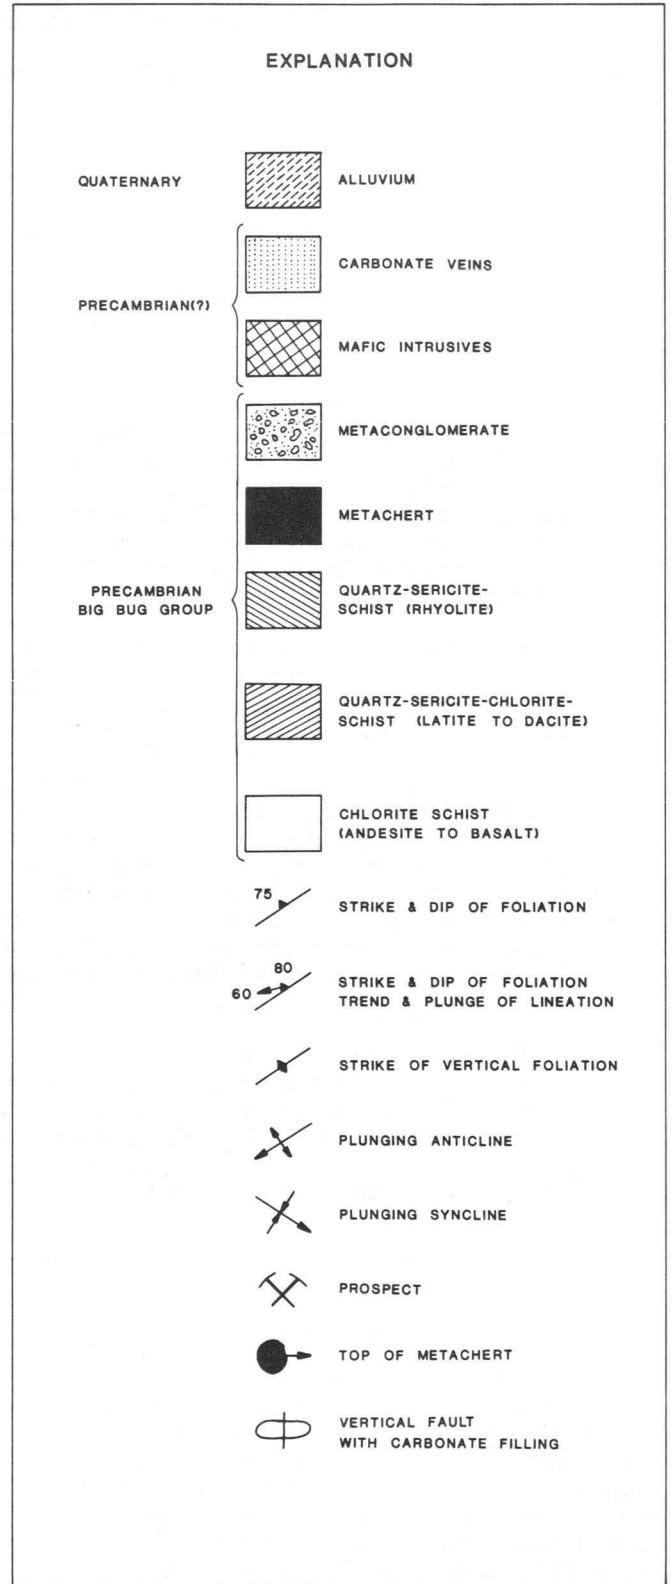 EXPLANATION
QUATERNARY
ALLUVIUM
PRECAMBRIAN(?)
CARBONATE VEINS
MAFIC INTRUSIVES
PRECAMBRIAN
BIG BUG GROUP
METACONGLOMERATE
METACHERT
QUARTZ-SERICITE-
SCHIST (RHYOLITE)
QUARTZ-SERICITE-CHLORITE-
SCHIST (LATITE TO DACITE)
CHLORITE SCHIST
(ANDESITE TO BASALT)
75
STRIKE & DIP OF FOLIATION
80
60
STRIKE & DIP OF FOLIATION
TREND & PLUNGE OF LINEATION
STRIKE OF VERTICAL FOLIATION
PLUNGING ANTICLINE
PLUNGING SYNCLINE
PROSPECT
TOP OF METACHERT
VERTICAL FAULT
WITH CARBONATE FILLING